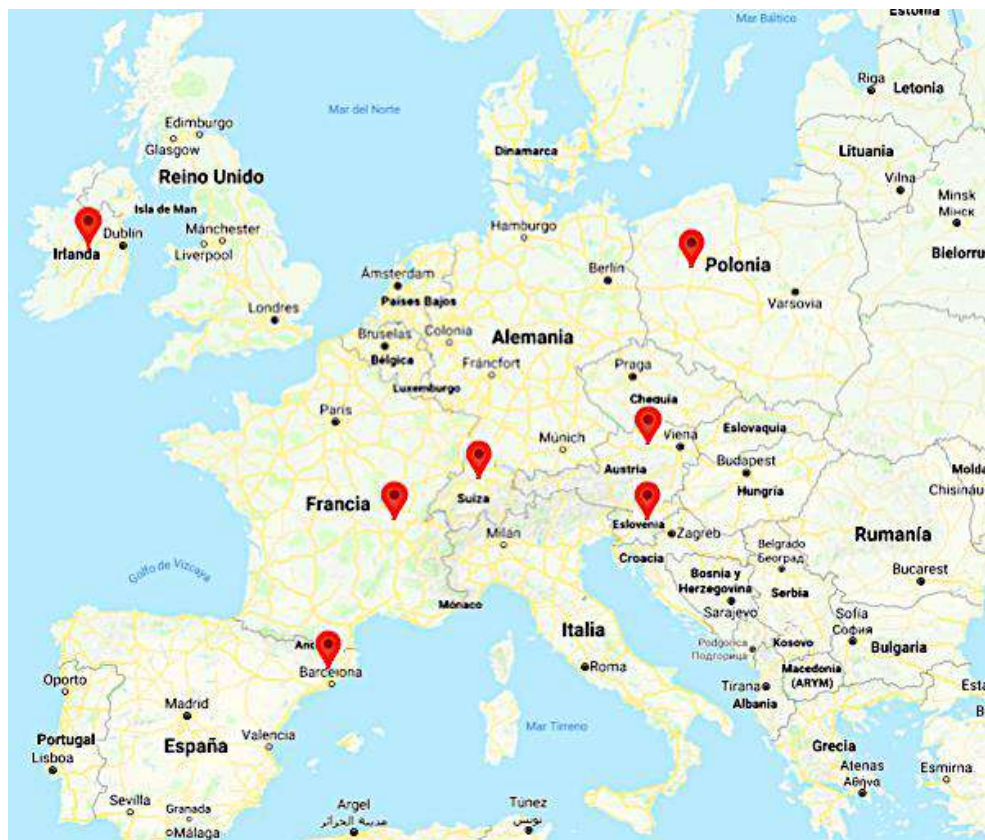 Mar Báltico
Estonia
Riga
Letonia
Mar del Norte
Edimburgo
Glasgow
Dinamarca
Lituania
Reino Unido
Vilna
Minsk
Мінск
Isla de Man
Mánchester
Liverpool
Dublín
Irlanda
Hamburgo
Bielorru
Polonia
Berlín
Varsovia
Ámsterdam
Países Bajos
Londres
Bruselas
Colonia
Alemania
Bélgica
Fráncfort
Luxemburgo
Praga
Chequia
París
Múnich
Viena
Eslovaquia
Austria
Budapest
Hungría
Molda
Chisináu
Suiza
Francia
Milán
Eslovenia
Zagreb
Croacia
Rumanía
Belgrado
Београд
Bucarest
Golfo de Vizcaya
Mónaco
Bosnia y
Herzegovina
Sarajevo
Serbia
Sofía
София
Italia
Podgorica
Подгорица
Kosovo
Bulgaria
And
Barcelona
Roma
Macedonia
(ARYM)
Tirana
Albania
Esta
Oporto
Madrid
Mar Tirreno
Portugal
España
Valencia
Lisboa
Grecia
Atenas
Αθήνα
Esmirna
Sevilla
Granada
Málaga
Argel
مدينة الجزائر
Túnez
تونس